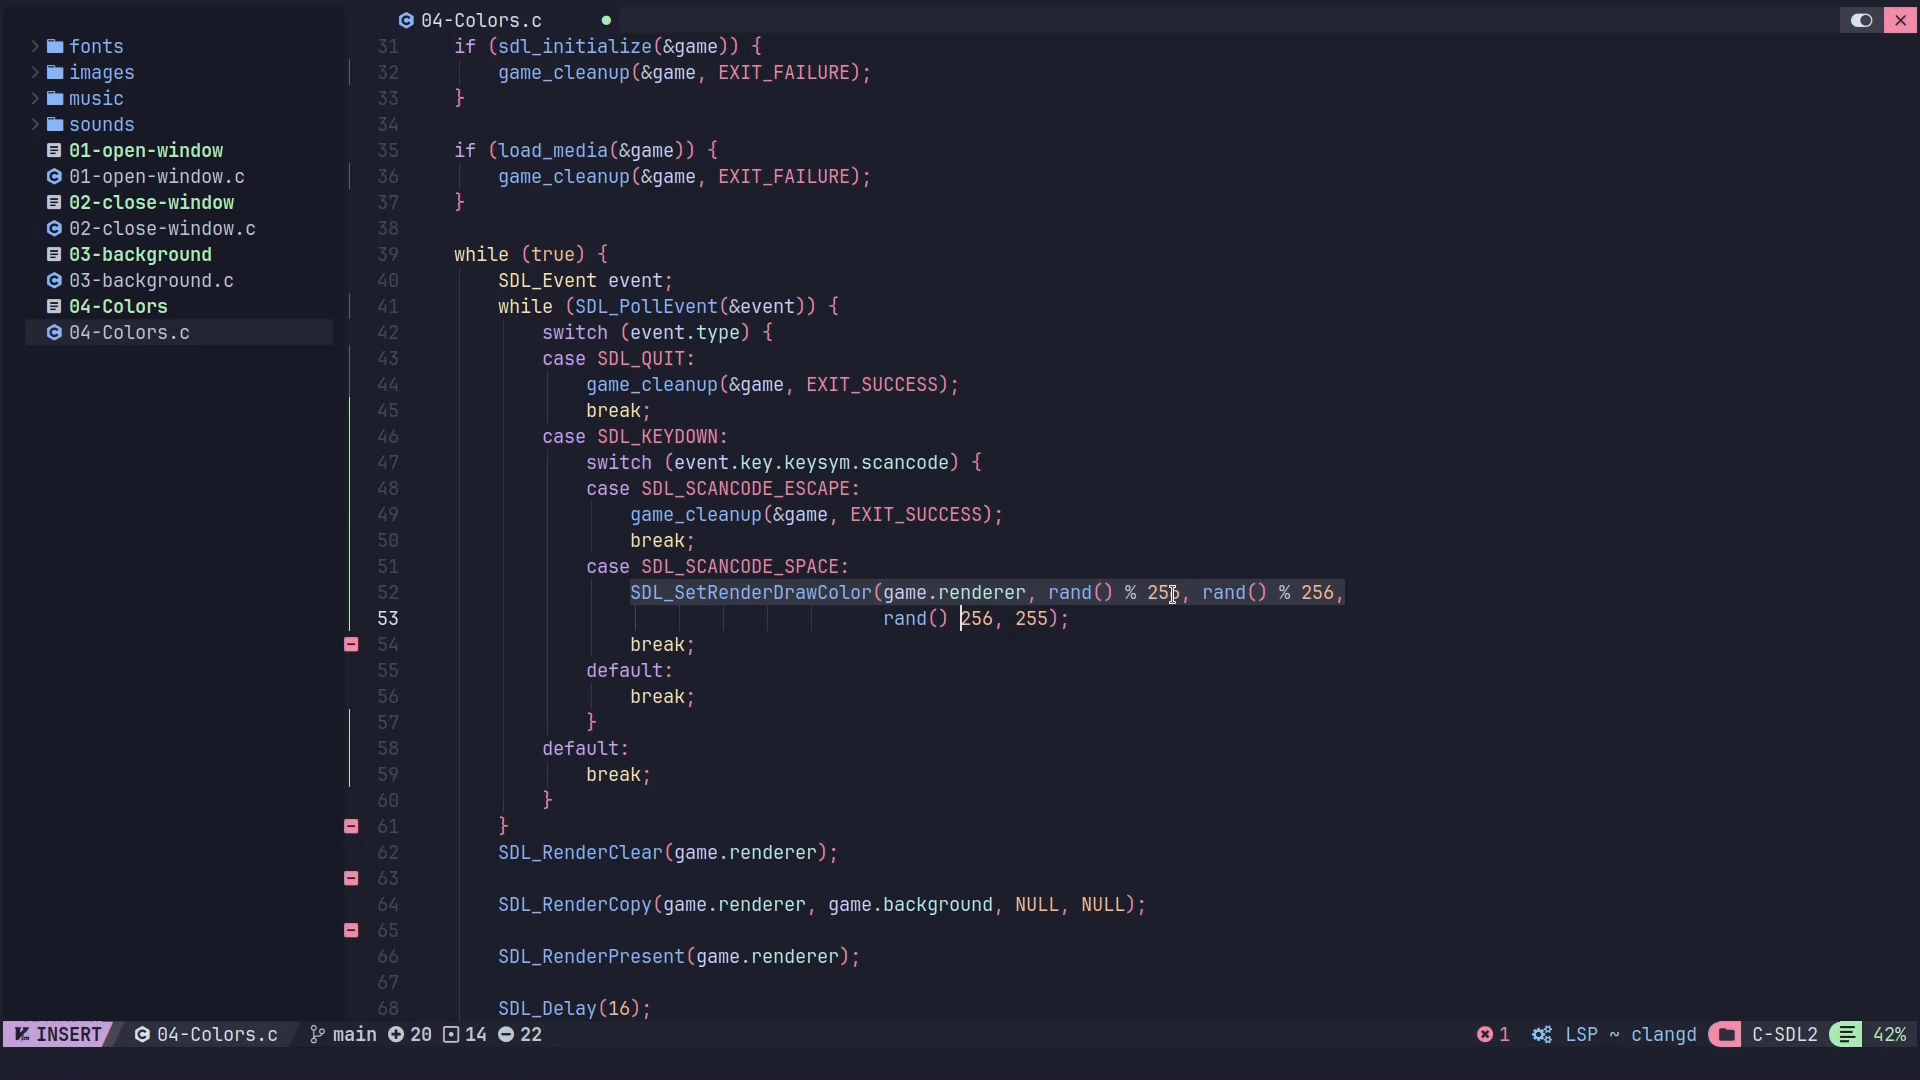 04-Colors.c
fonts
images
music
sounds
01-open-window
01-open-window.c
02-close-window
02-close-window.c
03-background
03-background.c
04-Colors
04-Colors.c
31 if (sdl_initialize(&game)) {
32 game_cleanup(&game, EXIT_FAILURE);
33 }
34
35 if (load_media(&game)) {
36 game_cleanup(&game, EXIT_FAILURE);
37 }
38
39 while (true) {
40 SDL_Event event;
41 while (SDL_PollEvent(&event)) {
42 switch (event.type) {
43 case SDL_QUIT:
44 game_cleanup(&game, EXIT_SUCCESS);
45 break;
46 case SDL_KEYDOWN:
47 switch (event.key.keysym.scancode) {
48 case SDL_SCANCODE_ESCAPE:
49 game_cleanup(&game, EXIT_SUCCESS);
50 break;
51 case SDL_SCANCODE_SPACE:
52 SDL_SetRenderDrawColor(game.renderer, rand() % 256, rand() % 256,
53 rand() 256, 255);
54 break;
55 default:
56 break;
57 }
58 default:
59 break;
60 }
61 }
62 SDL_RenderClear(game.renderer);
63
64 SDL_RenderCopy(game.renderer, game.background, NULL, NULL);
65
66 SDL_RenderPresent(game.renderer);
67
68 SDL_Delay(16);
INSERT 04-Colors.c main 20 14 22 1 LSP ~ clangd C-SDL2 42%